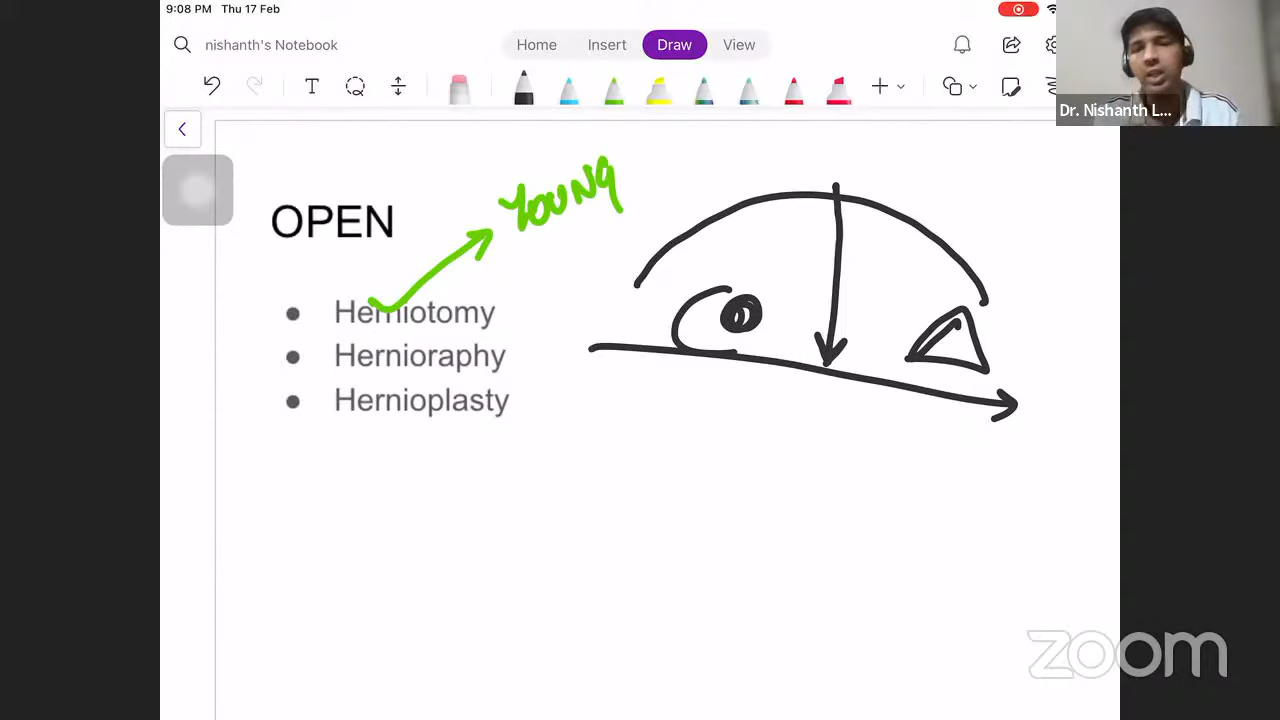 9:08 PM Thu 17 Feb
nishanth's Notebook
Home Insert Draw View
Dr. Nishanth L...
YOUNG
OPEN
Herniotomy
Hernioraphy
Hernioplasty
zoom